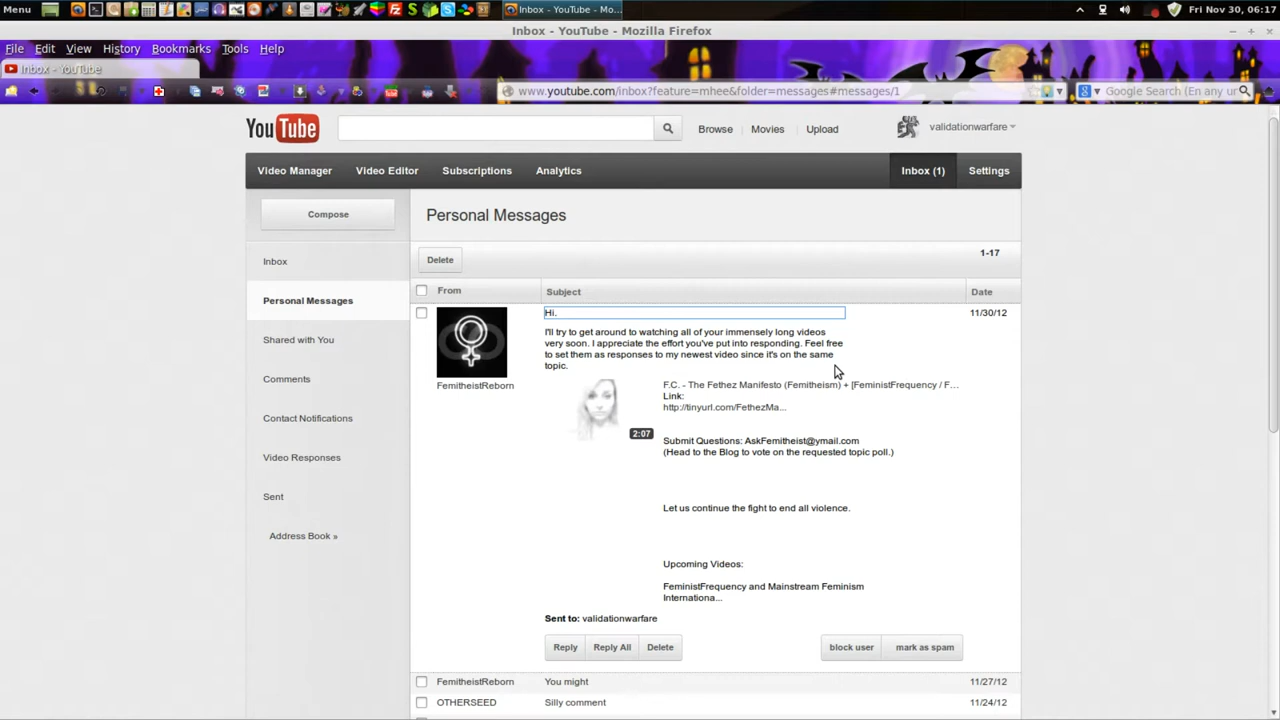 Menu
Inbox - YouTube - Mo...
Fri Nov 30, 06:17
Inbox - YouTube - Mozilla Firefox
File Edit View History Bookmarks Tools Help
Inbox - YouTube
www.youtube.com/inbox?feature=mhee&folder=messages#messages/1
Google Search (En any ur
YouTube
Browse Movies Upload
validationwarfare
Video Manager Video Editor Subscriptions Analytics Inbox (1) Settings
Compose
Personal Messages
Inbox
Personal Messages
Shared with You
Comments
Contact Notifications
Video Responses
Sent
Address Book »
Delete
1-17
From Subject Date
Hi.
11/30/12
FemitheistReborn
I'll try to get around to watching all of your immensely long videos
very soon. I appreciate the effort you've put into responding. Feel free
to set them as responses to my newest video since it's on the same
topic.
2:07
F.C. - The Fethez Manifesto (Femitheism) + [FeministFrequency / F...
Link:
http://tinyurl.com/FethezMa...
Submit Questions: AskFemitheist@ymail.com
(Head to the Blog to vote on the requested topic poll.)
Let us continue the fight to end all violence.
Upcoming Videos:
FeministFrequency and Mainstream Feminism
Internationa...
Sent to: validationwarfare
Reply Reply All Delete block user mark as spam
FemitheistReborn You might 11/27/12
OTHERSEED Silly comment 11/24/12